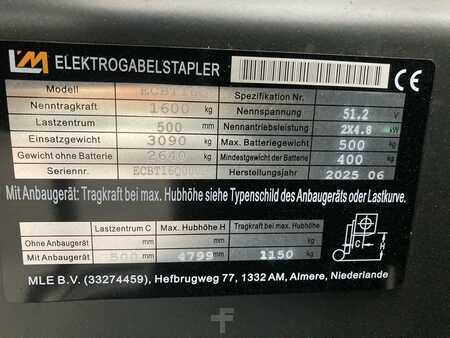 LM ELEKTROGABELSTAPLER CE
Modell Spezifikation Nr.
Nenntragkraft 1600 kg Nennspannung 51.2 V
Lastzentrum 500 mm Nennantriebsleistung 2X4.8 kW
Einsatzgewicht 3090 kg Max. Batteriegewicht 500 kg
Gewicht ohne Batterie 2640 kg Mindestgewicht der Batterie 400 kg
Seriennr. Herstellungsjahr 2025 06
Mit Anbaugerät: Tragkraft bei max. Hubhöhe siehe Typenschild des Anbaugeräts oder Lastkurve.
Lastzentrum C Max. Hubhöhe H Tragkraft bei max. Hubhöhe
Ohne Anbaugerät mm mm kg
Mit Anbaugerät 500 mm 4799 mm 1150 kg
C H
MLE B.V. (33274459), Hefbrugweg 77, 1332 AM, Almere, Niederlande